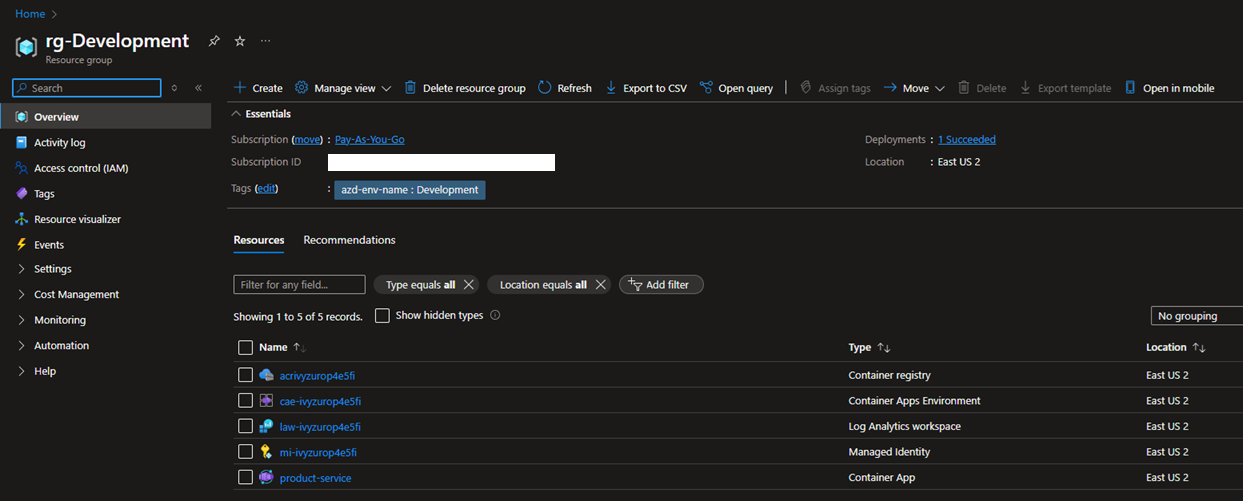 Home >
rg-Development ...
Resource group
Search
Overview
Activity log
Access control (IAM)
Tags
Resource visualizer
Events
Settings
Cost Management
Monitoring
Automation
Help
Create Manage view Delete resource group Refresh Export to CSV Open query Assign tags Move Delete Export template Open in mobile
Essentials
Subscription (move) : Pay-As-You-Go Deployments : 1 Succeeded
Subscription ID Location : East US 2
Tags (edit) : azd-env-name : Development
Resources Recommendations
Filter for any field... Type equals all Location equals all Add filter
Showing 1 to 5 of 5 records. Show hidden types No grouping
Name Type Location
acrivyzurop4e5fi Container registry East US 2
cae-ivyzurop4e5fi Container Apps Environment East US 2
law-ivyzurop4e5fi Log Analytics workspace East US 2
mi-ivyzurop4e5fi Managed Identity East US 2
product-service Container App East US 2